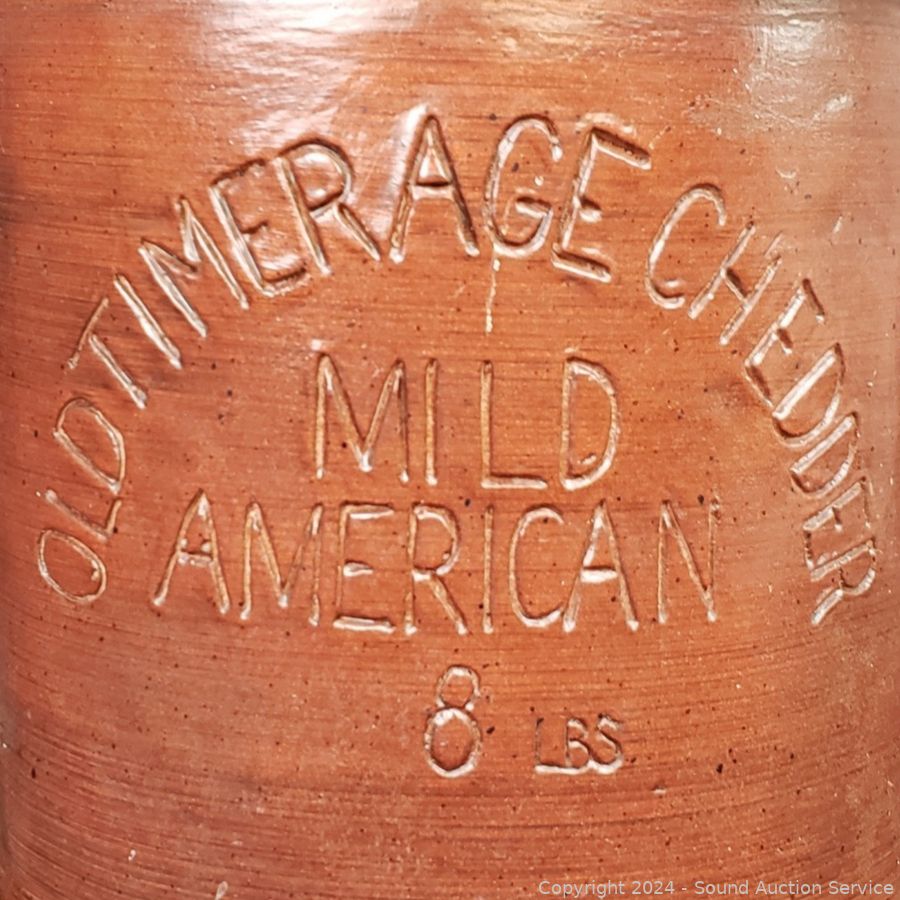 OLD TIMER AGE CHEDDER
MILD
AMERICAN
8 LBS
Copyright 2024 - Sound Auction Service